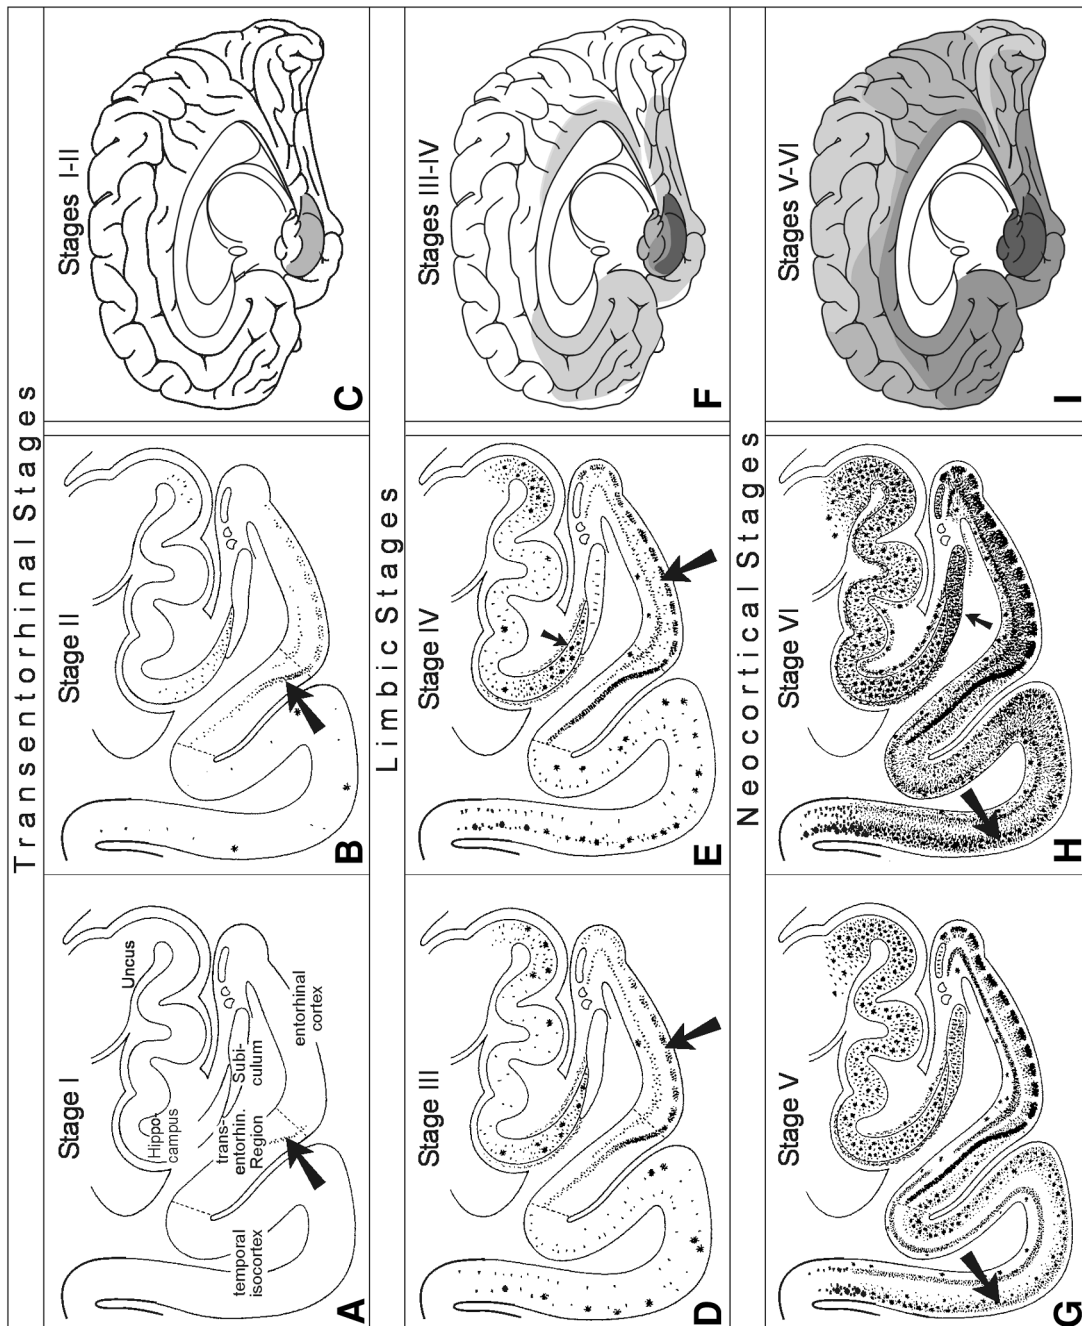 Transentorhinal Stages
Stage I
Hippo-
campus
Uncus
trans-
entorhin.
Region
Subi-
culum
entorhinal
cortex
temporal
isocortex
A
Stage II
B
Stages I-II
C
Limbic Stages
Stage III
D
Stage IV
E
Stages III-IV
F
Neocortical Stages
Stage V
G
Stage VI
H
Stages V-VI
I